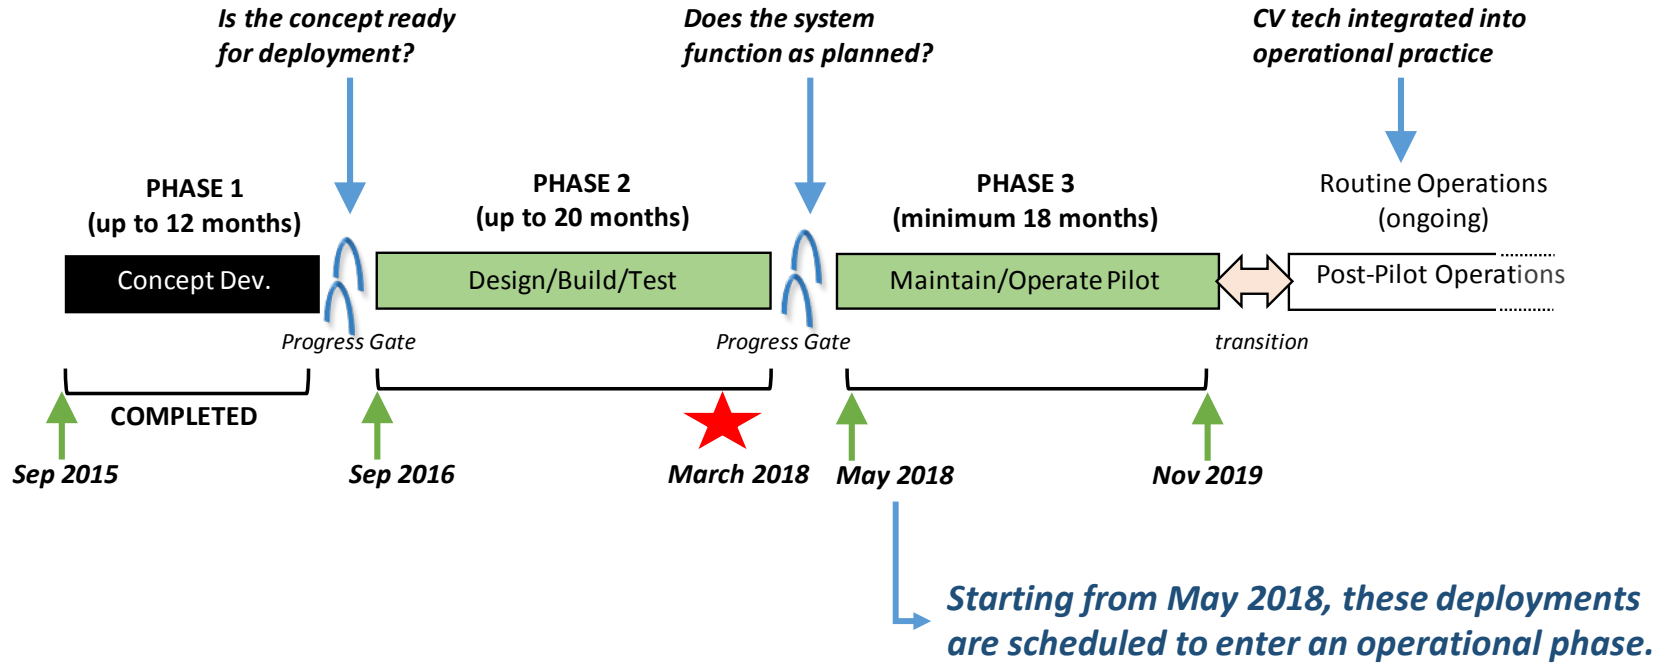 Is the concept ready
for deployment?
Does the system
function as planned?
CV tech integrated into
operational practice
PHASE 1
(up to 12 months)
PHASE 2
(up to 20 months)
PHASE 3
(minimum 18 months)
Routine Operations
(ongoing)
Concept Dev.
Design/Build/Test
Maintain/Operate Pilot
Post-Pilot Operations
Progress Gate
Progress Gate
transition
COMPLETED
Sep 2015
Sep 2016
March 2018
May 2018
Nov 2019
Starting from May 2018, these deployments
are scheduled to enter an operational phase.